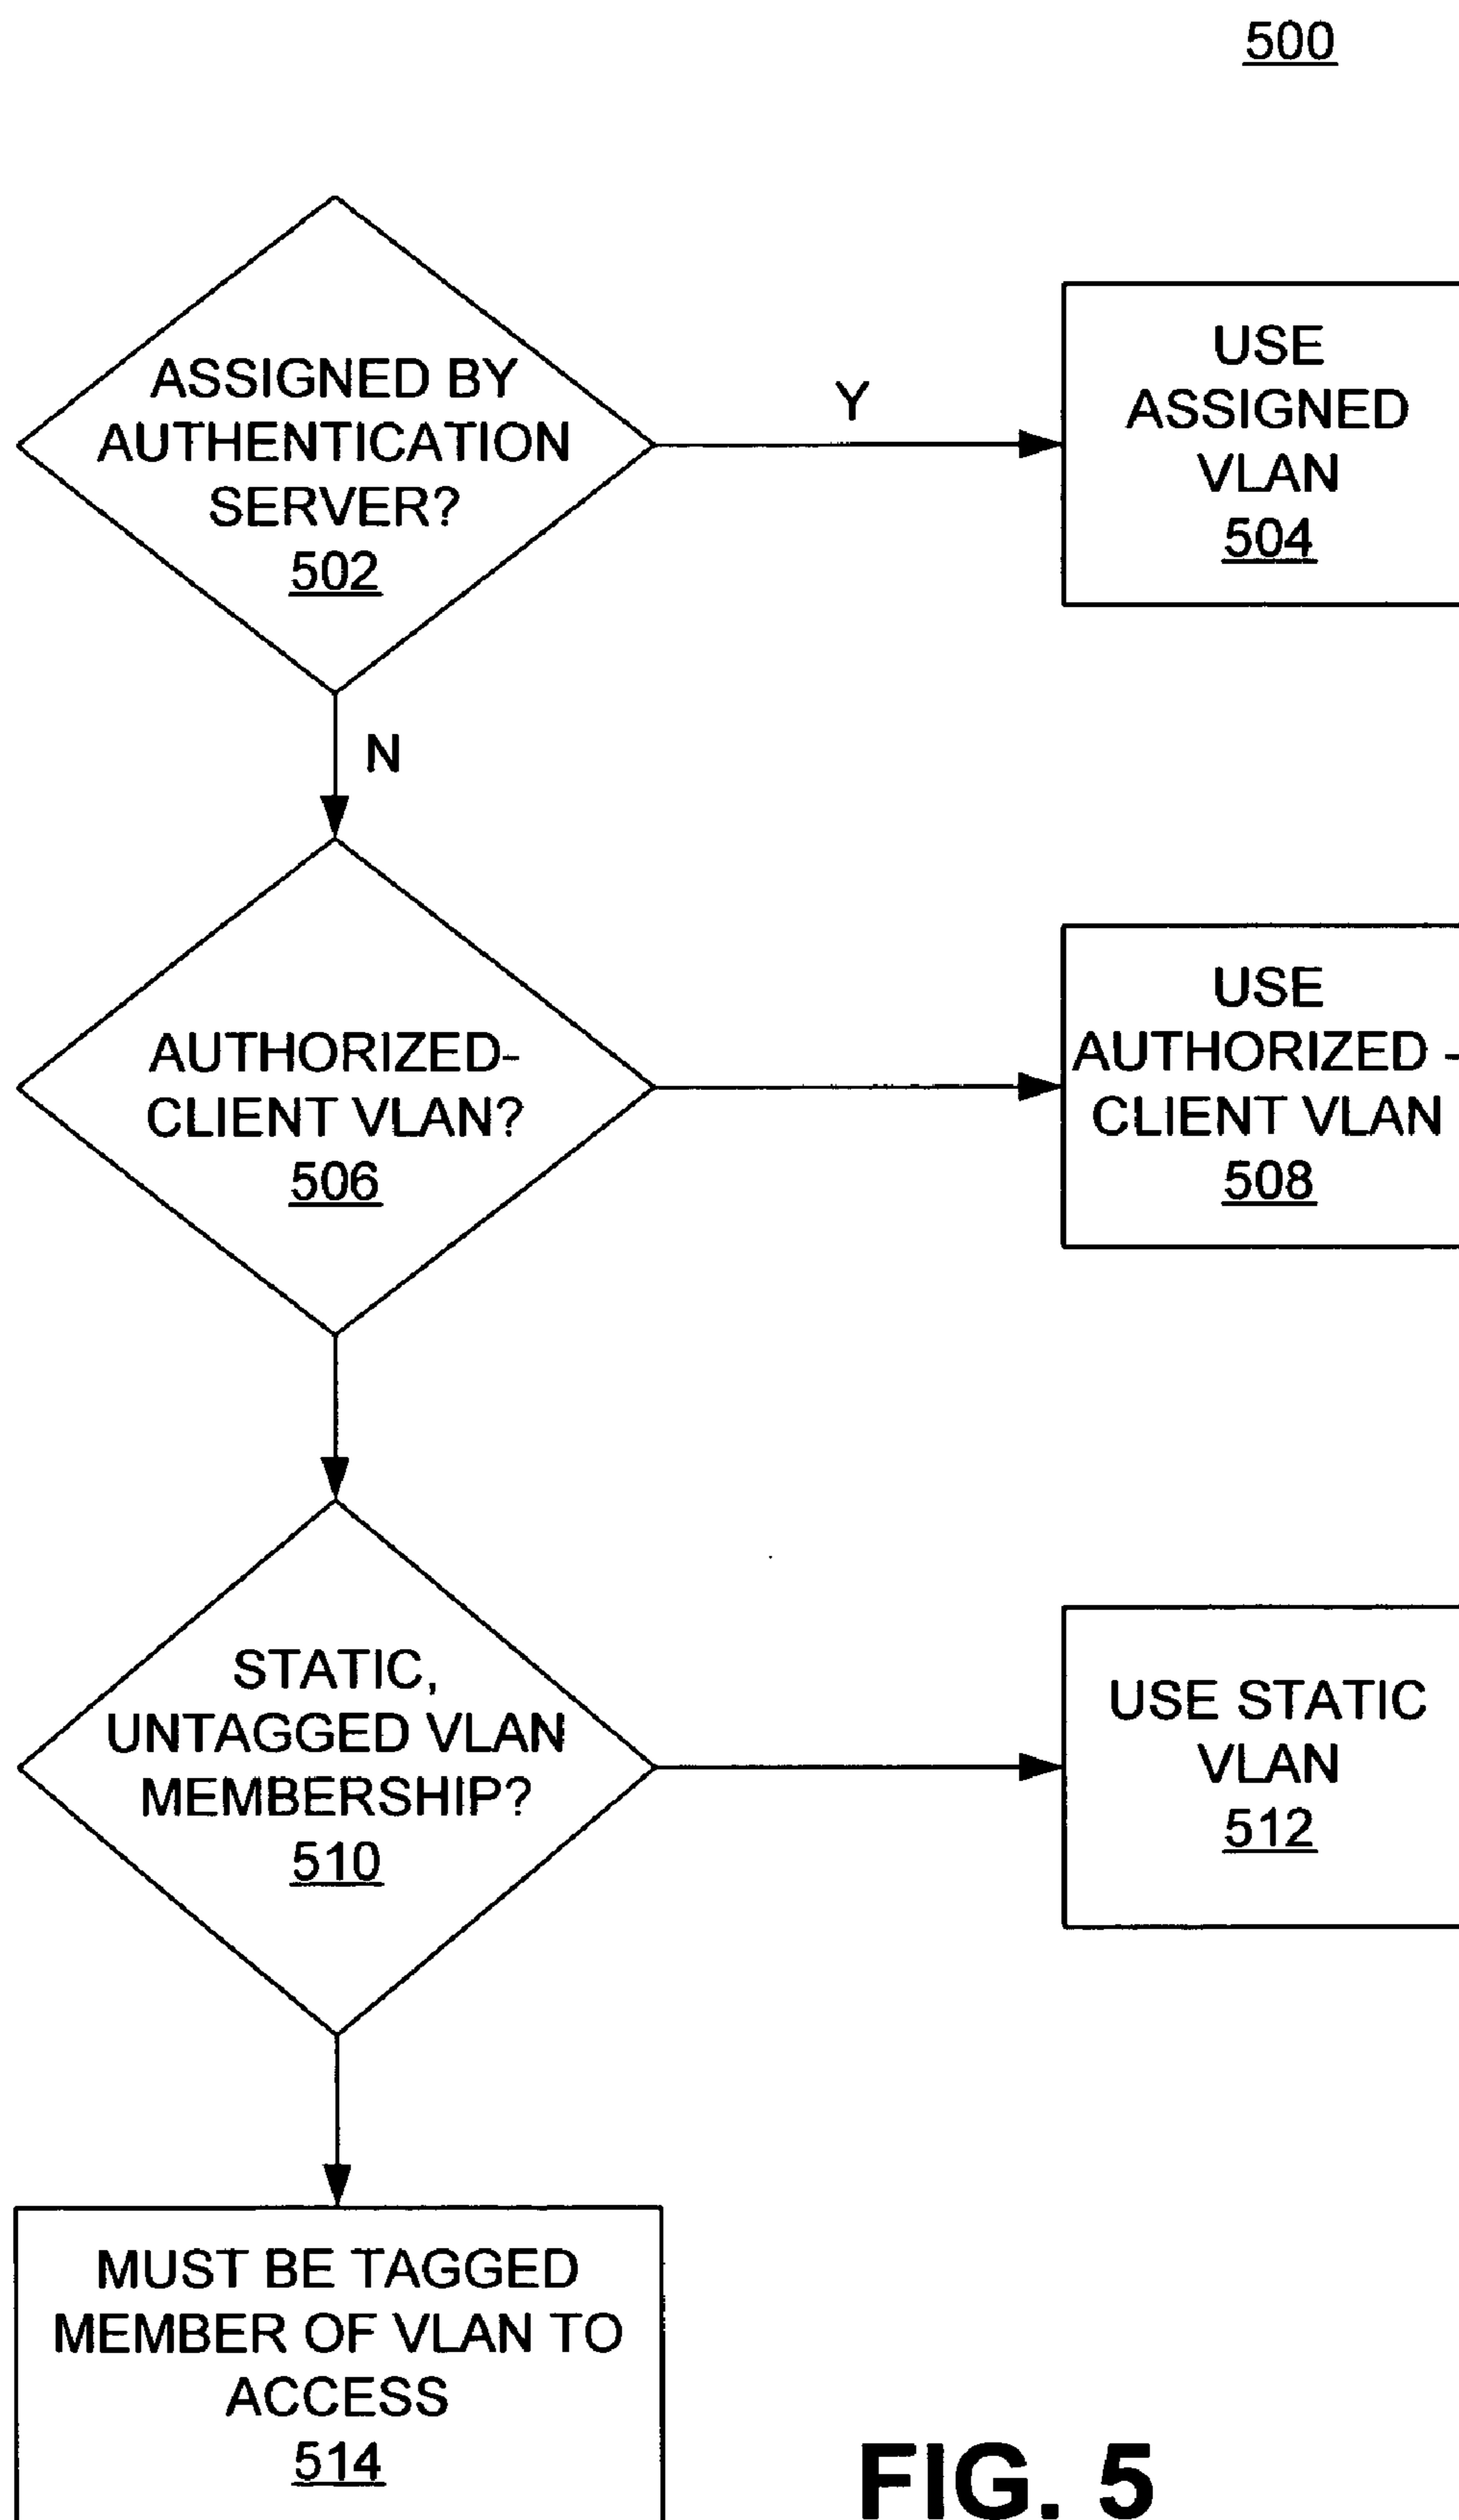 500
ASSIGNED BY
AUTHENTICATION
SERVER?
502
Y
USE
ASSIGNED
VLAN
504
N
AUTHORIZED-
CLIENT VLAN?
506
USE
AUTHORIZED -
CLIENT VLAN
508
STATIC,
UNTAGGED VLAN
MEMBERSHIP?
510
USE STATIC
VLAN
512
MUST BE TAGGED
MEMBER OF VLAN TO
ACCESS
514
FIG. 5